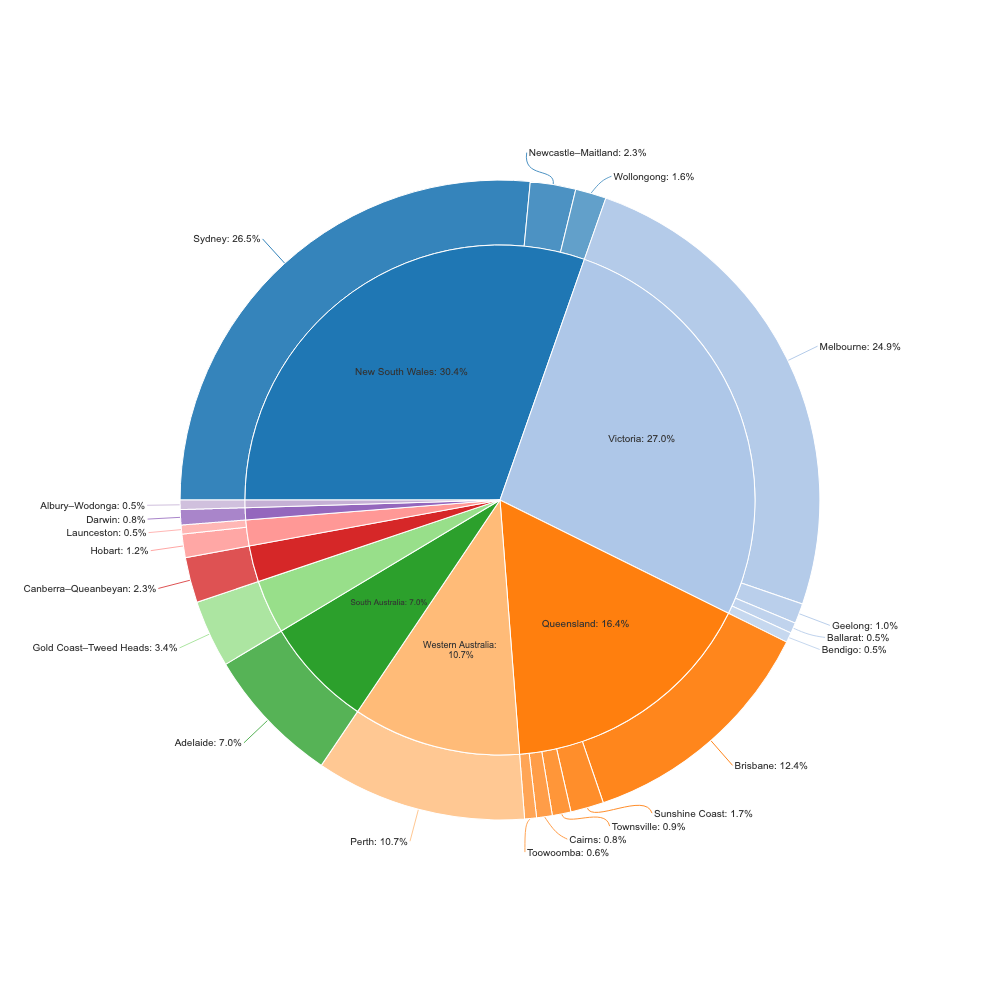 Newcastle–Maitland: 2.3%
Wollongong: 1.6%
Sydney: 26.5%
Melbourne: 24.9%
New South Wales: 30.4%
Victoria: 27.0%
Albury–Wodonga: 0.5%
Darwin: 0.8%
Launceston: 0.5%
Hobart: 1.2%
Canberra–Queanbeyan: 2.3%
South Australia: 7.0%
Queensland: 16.4%
Geelong: 1.0%
Ballarat: 0.5%
Bendigo: 0.5%
Gold Coast–Tweed Heads: 3.4%
Western Australia:
10.7%
Adelaide: 7.0%
Brisbane: 12.4%
Sunshine Coast: 1.7%
Townsville: 0.9%
Cairns: 0.8%
Perth: 10.7%
Toowoomba: 0.6%